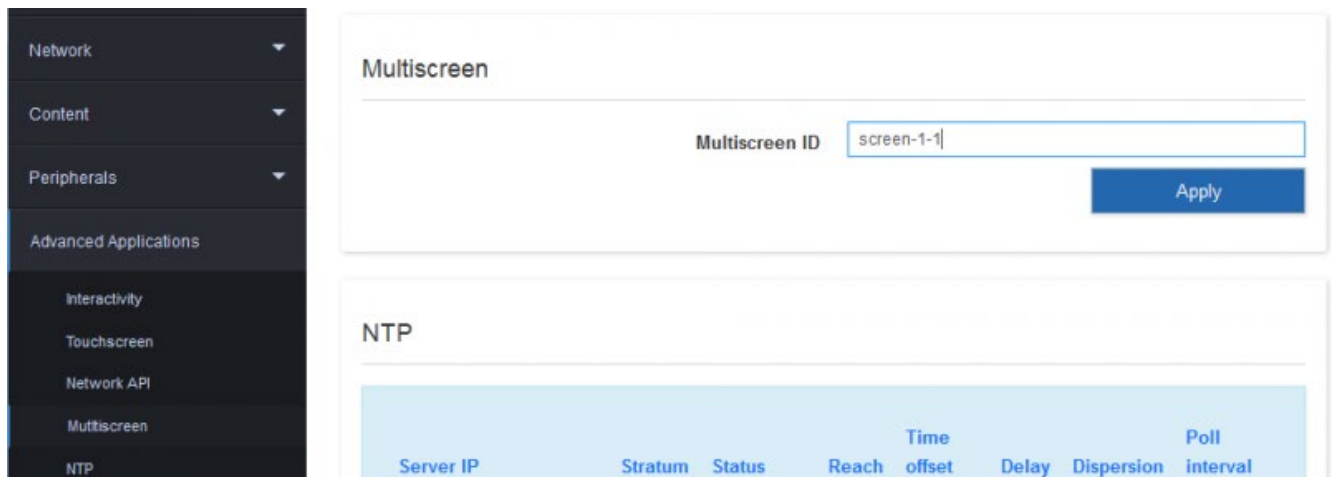 Network
Content
Peripherals
Advanced Applications
Interactivity
Touchscreen
Network API
Mutltiscreen
NTP
Multiscreen
Multiscreen ID
screen-1-1
Apply
NTP
Server IP Stratum Status Reach Time offset Delay Dispersion Poll interval